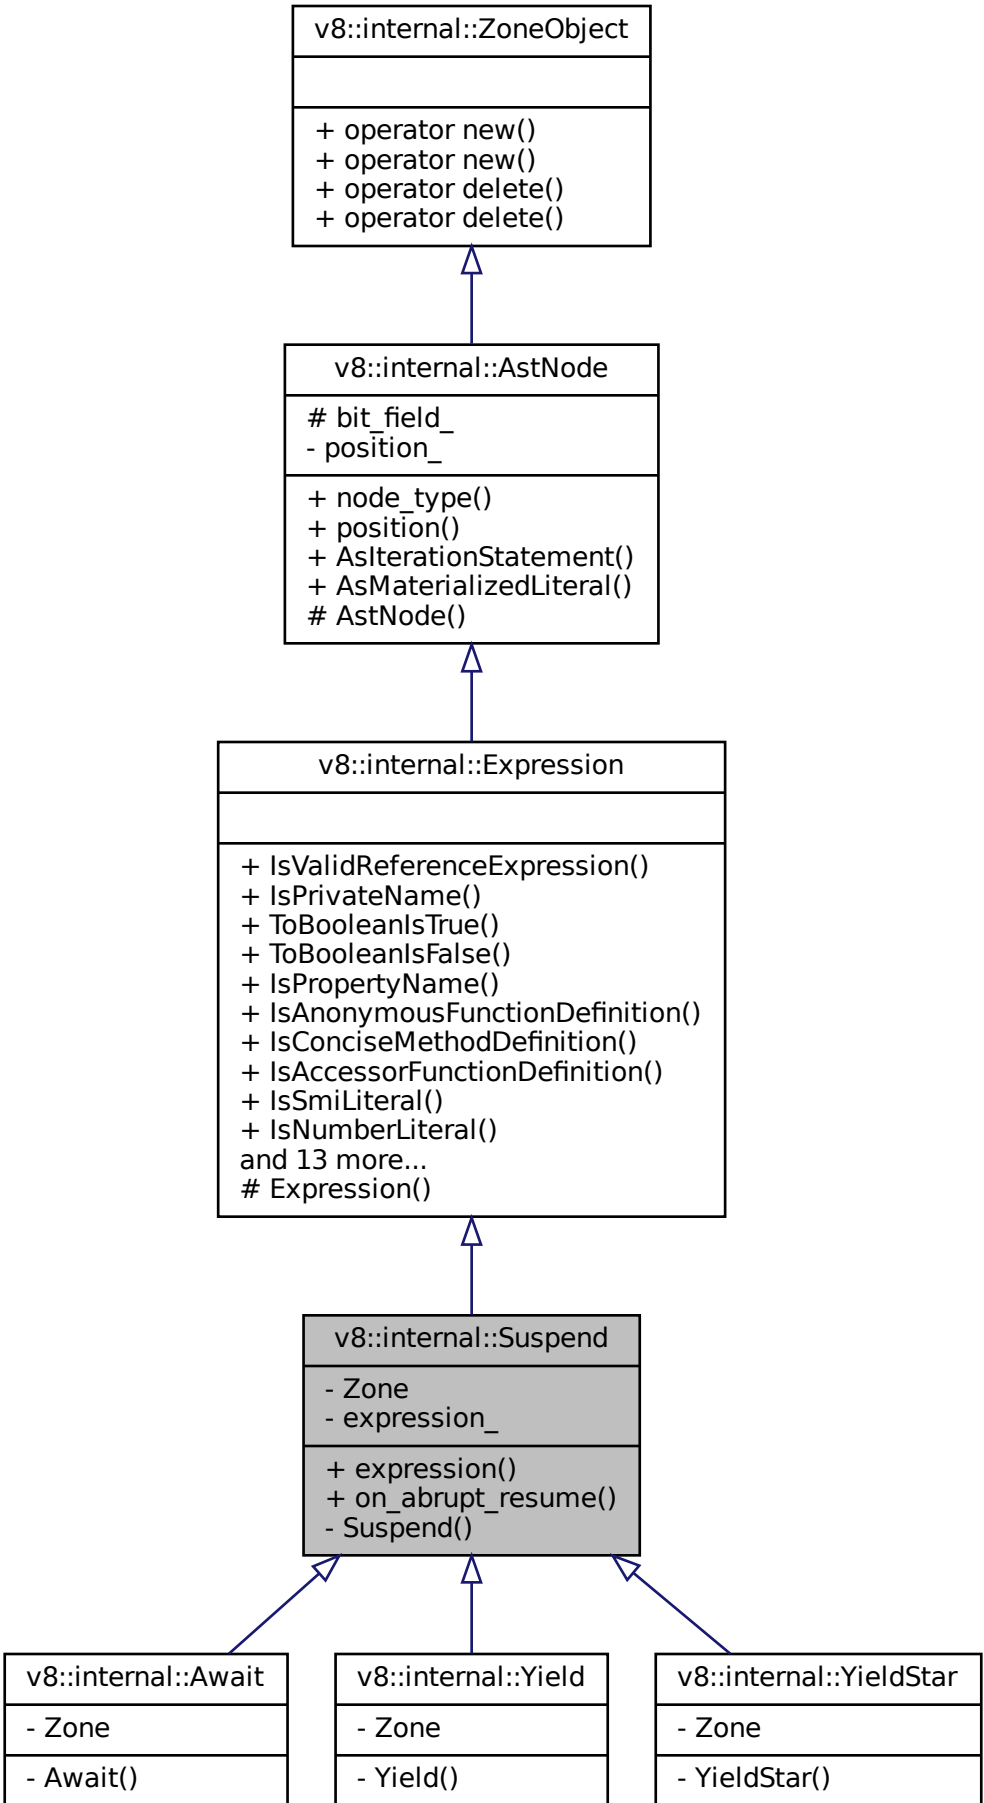 v8::internal::ZoneObject
+ operator new()
+ operator new()
+ operator delete()
+ operator delete()
v8::internal::AstNode
# bit_field_
- position_
+ node_type()
+ position()
+ AsIterationStatement()
+ AsMaterializedLiteral()
# AstNode()
v8::internal::Expression
+ IsValidReferenceExpression()
+ IsPrivateName()
+ ToBooleanIsTrue()
+ ToBooleanIsFalse()
+ IsPropertyName()
+ IsAnonymousFunctionDefinition()
+ IsConciseMethodDefinition()
+ IsAccessorFunctionDefinition()
+ IsSmiLiteral()
+ IsNumberLiteral()
and 13 more...
# Expression()
v8::internal::Suspend
- Zone
- expression_
+ expression()
+ on_abrupt_resume()
- Suspend()
v8::internal::Await
- Zone
- Await()
v8::internal::Yield
- Zone
- Yield()
v8::internal::YieldStar
- Zone
- YieldStar()